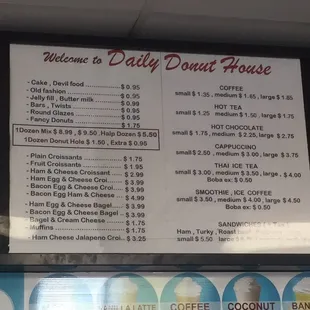 Welcome to Daily Donut House
- Cake , Devil food $ 0.95
- Old fashion $ 0.95
- Jelly fill , Butter milk $ 0.95
- Bars , Twists $ 0.99
- Round Glazes $ 0.95
- Fancy Donuts $ 1.75
1Dozen Mix $ 8.99 , $ 9.50 .Halp Dozen $ 5.50
1Dozen Donut Hole $ 1.50 , Extra $ 0.95
- Plain Croissants $ 1.75
- Fruit Croissants $ 1.95
- Ham & Cheese Croissant $ 2.99
- Ham Egg & Cheese Croi $ 3.99
- Bacon Egg & Cheese Croi $ 3.99
- Bacon Egg Ham & Cheese $ 4.99
- Ham Egg & Cheese Bagel $ 3.99
- Bacon Egg & Cheese Bagel $ 3.99
- Bagel & Cream Cheese $ 1.75
- Muffins $ 1.75
- Ham Cheese Jalapeno Croi $ 3.25
COFFEE
small $ 1.35 , medium $ 1.65 , large $ 1.85
HOT TEA
small $ 1.25 medium $ 1.50 , large $ 1.75
HOT CHOCOLATE
small $ 1.75 , medium $ 2.25 , large $ 2.75
CAPPUCCINO
small $ 2.50 , medium $ 3.00 , large $ 3.50
THAI ICE TEA
small $ 3.00 , medium $ 3.50 , large $ 4.00
Boba ex: $ 0.50
SMOOTHIE , ICE COFFEE
small $ 3.50 , medium $ 4.50 , large $
Boba ex: $ 0.50
SANDWICH
Ham , Turky , Roast
small $ 5.50
VANILLA LATTE
COFFEE
COCONUT
BAN